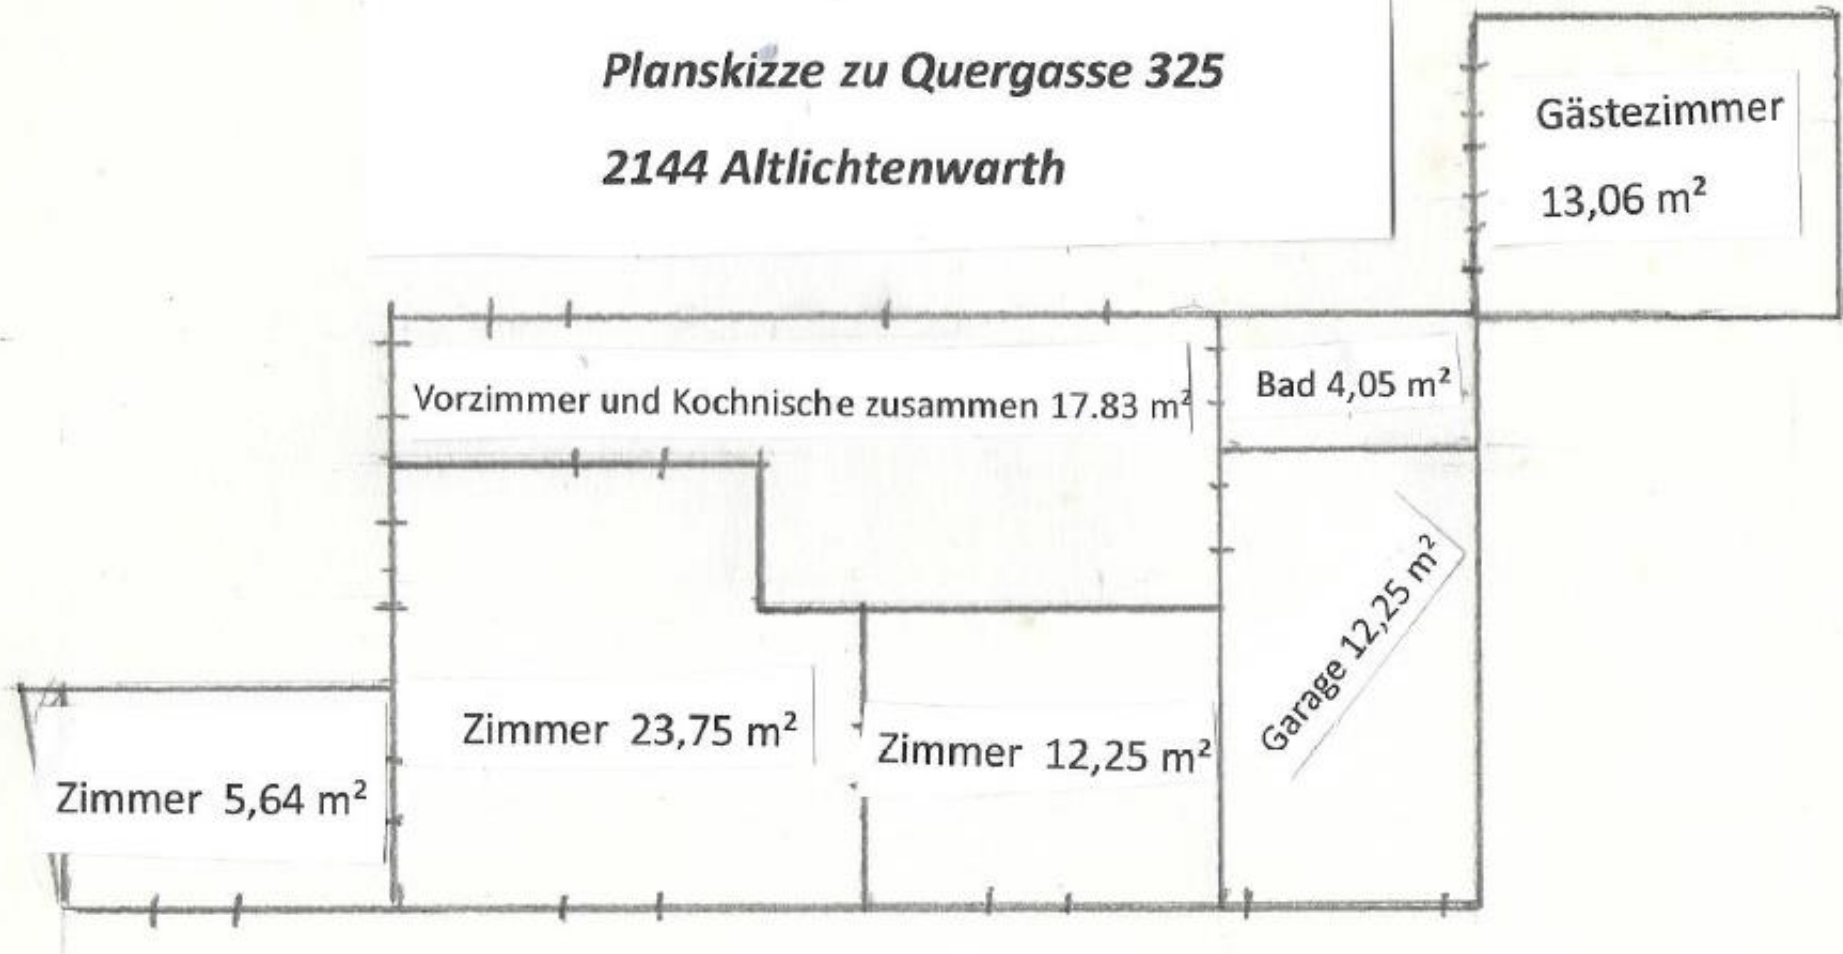 Planskizze zu Quergasse 325
2144 Altlichtenwarth
Gästezimmer
13,06 m²
Vorzimmer und Kochnische zusammen 17.83 m²
Bad 4,05 m²
Garage 12,25 m²
Zimmer 23,75 m²
Zimmer 12,25 m²
Zimmer 5,64 m²